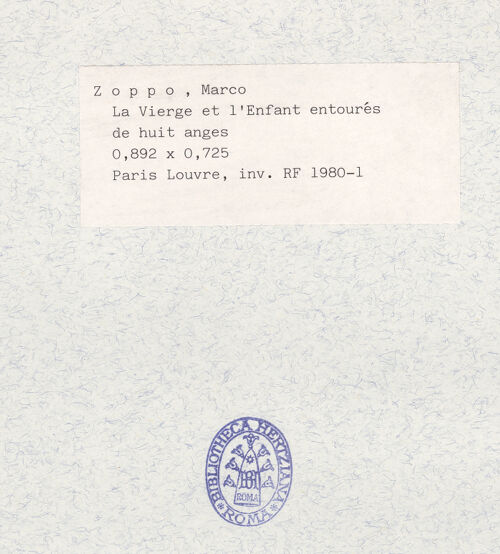 Z o p p o , Marco
La Vierge et l'Enfant entourés
de huit anges
0,892 x 0,725
Paris Louvre, inv. RF 1980-1
BIBLIOTHECA HERTZIANA
BH
ROMA
* ROMA *